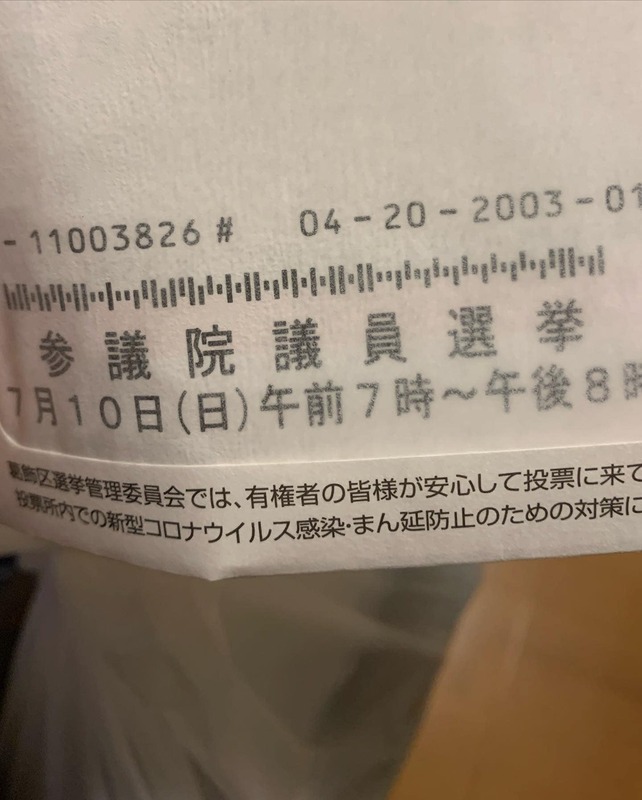 -11003826# 04-20-2003-01
参議院議員選挙
7月10日(日)午前7時～午後8時
葛飾区選挙管理委員会では、有権者の皆様が安心して投票に来て
投票所内での新型コロナウイルス感染・まん延防止のための対策に